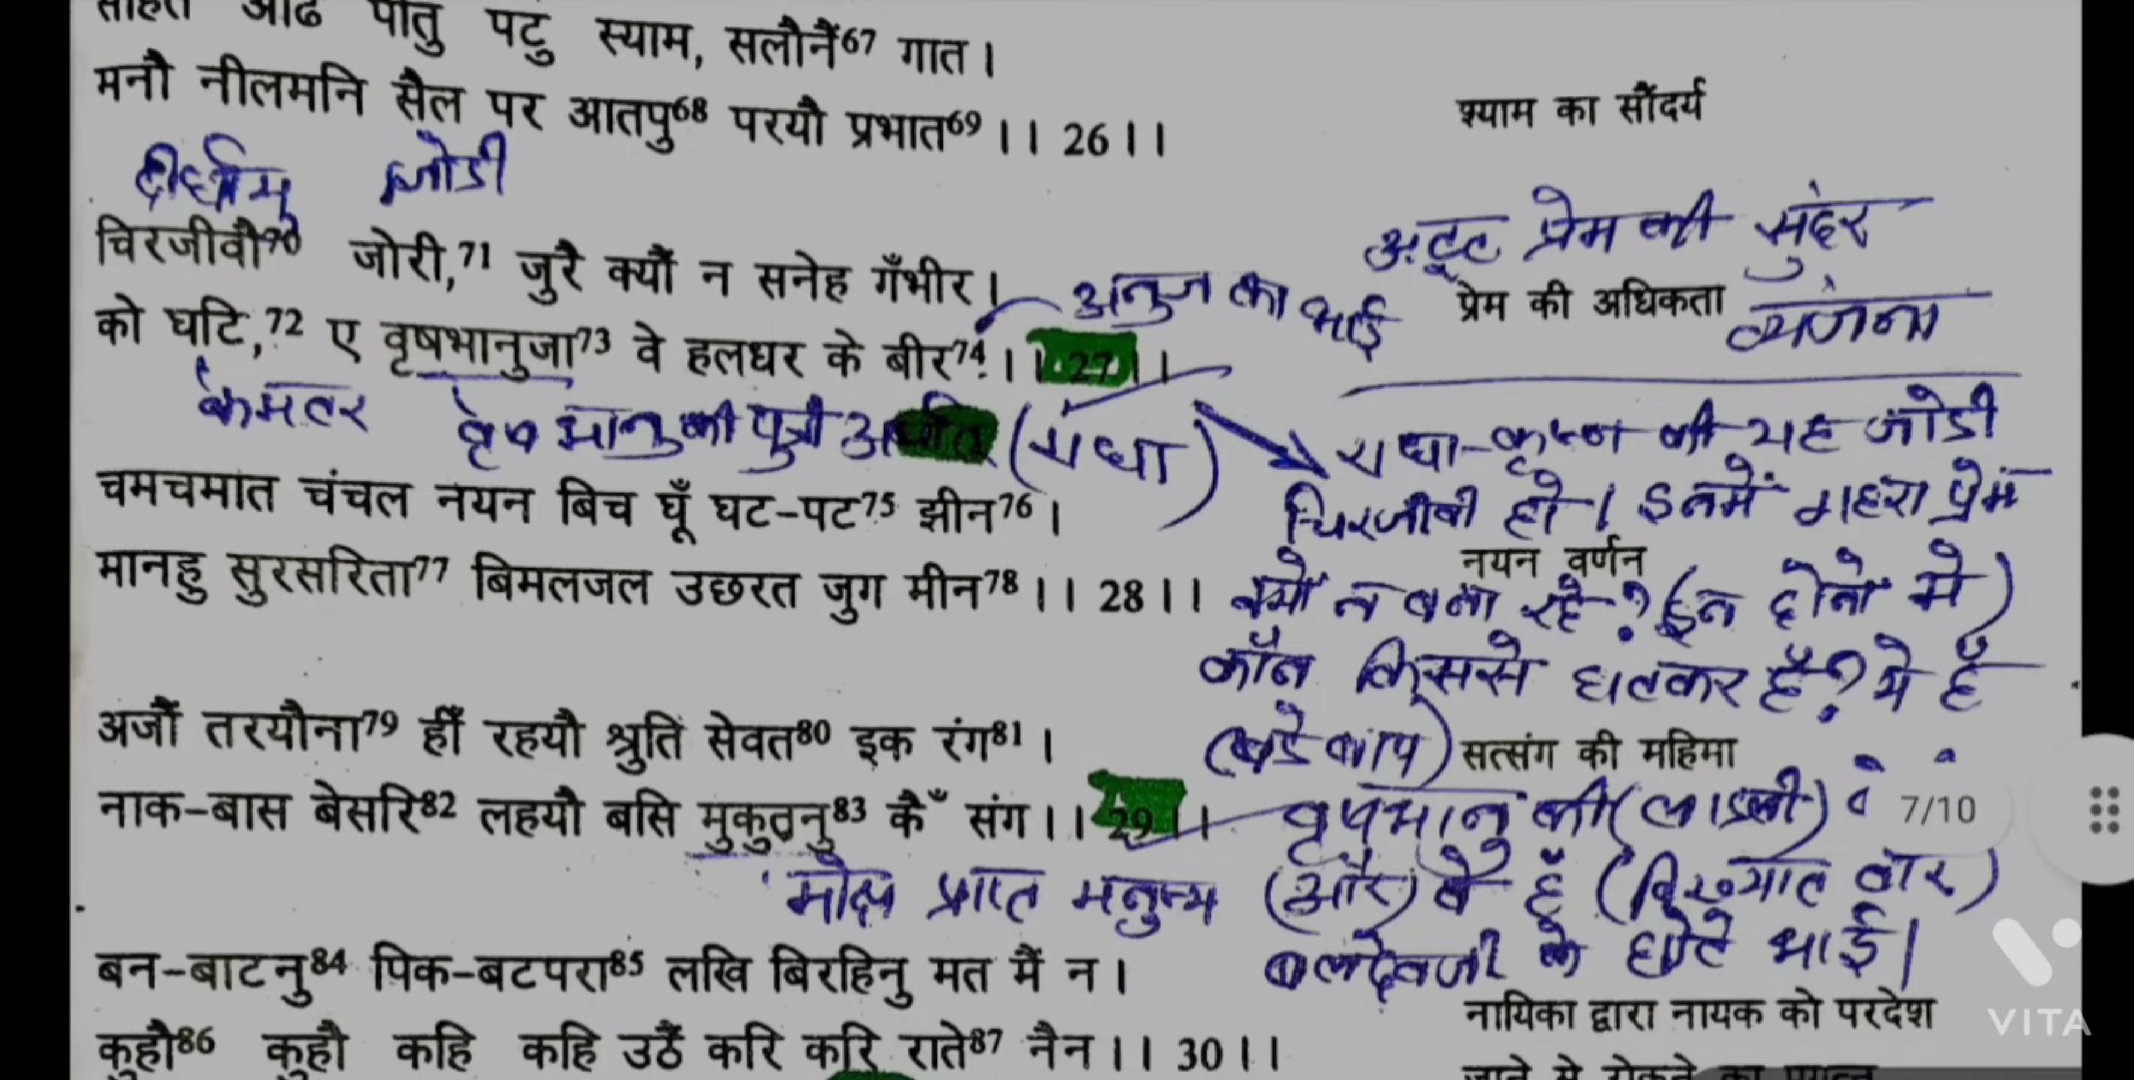 ओढै पीतु पटु स्याम, सलौनैं67 गात ।
मनौ नीलमनि सैल पर आतपु68 परयौ प्रभात69 ।। 26।।
श्याम का सौंदर्य
दीर्घायु जोडी
चिरजीवौ70 जोरी,71 जुरै क्यौं न सनेह गँभीर ।
अटूट प्रेम की सुंदर
अनुज का भाई
प्रेम की अधिकता
व्यंजना
को घटि,72 ए वृषभानुजा73 वे हलधर के बीर74 ।। 27।।
कमतर वृषभानु की पुत्री (राधा)
राधा-कृष्ण की यह जोडी
चमचमात चंचल नयन बिच घूँ घट-पट75 झीन76 ।
चिरजीवी हो । इनमें गहरा प्रेम
नयन वर्णन
मानहु सुरसरिता77 बिमलजल उछरत जुग मीन78 ।। 28।।
क्यों न बना रहे? (इन दोनों में)
कौन किससे घटकर है? ये हैं
अजौं तरयौना79 हीं रहयौ श्रुति सेवत80 इक रंग81 ।
(बडे बाप)
सत्संग की महिमा
नाक-बास बेसरि82 लहयौ बसि मुकुतनु83 कैँ संग ।। 29।।
वृषभानु की (लाडली) वे
7/10
मोक्ष प्राप्त मनुष्य
(और) वे हैं (विख्यात वीर)
बलदेवजी के छोटे भाई ।
बन-बाटनु84 पिक-बटपरा85 लखि बिरहिनु मत मैं न ।
नायिका द्वारा नायक को परदेश
VITA
कुहौ86 कुहौ कहि कहि उठैं करि करि राते87 नैन ।। 30।।
जाने से रोकने का